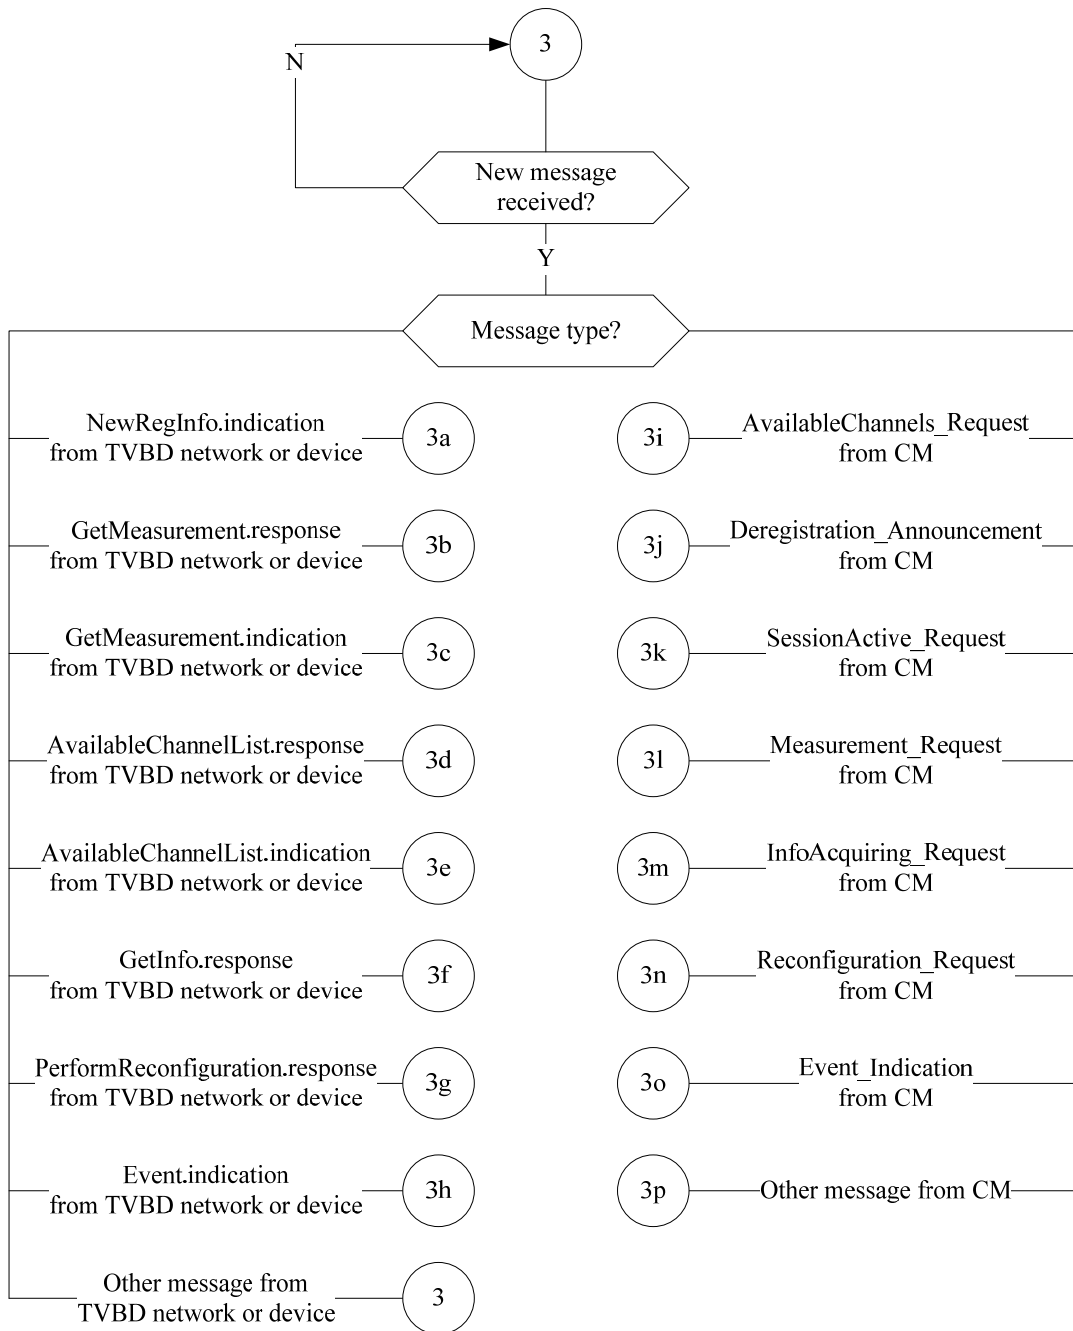 3
N
New message
received?
Y
Message type?
NewRegInfo.indication
from TVBD network or device
3a
3i
AvailableChannels_Request
from CM
GetMeasurement.response
from TVBD network or device
3b
3j
Deregistration_Announcement
from CM
GetMeasurement.indication
from TVBD network or device
3c
3k
SessionActive_Request
from CM
AvailableChannelList.response
from TVBD network or device
3d
3l
Measurement_Request
from CM
AvailableChannelList.indication
from TVBD network or device
3e
3m
InfoAcquiring_Request
from CM
GetInfo.response
from TVBD network or device
3f
3n
Reconfiguration_Request
from CM
PerformReconfiguration.response
from TVBD network or device
3g
3o
Event_Indication
from CM
Event.indication
from TVBD network or device
3h
3p
Other message from CM
Other message from
TVBD network or device
3